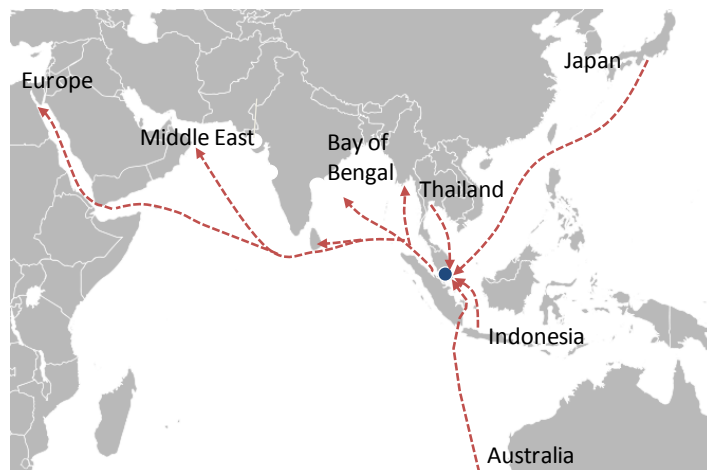 Japan
Europe
Middle East
Bay of
Bengal
Thailand
Indonesia
Australia